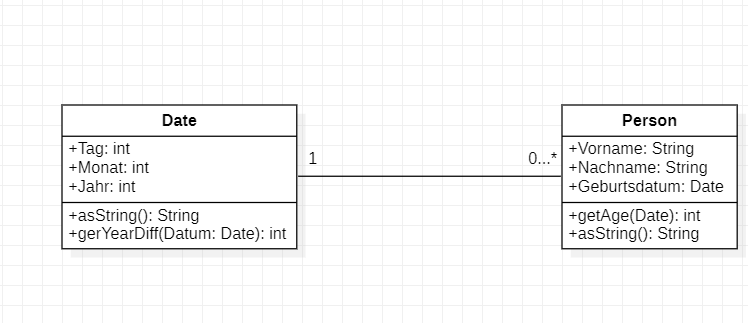 Date
+Tag: int
+Monat: int
+Jahr: int
+asString(): String
+gerYearDiff(Datum: Date): int
1
0...*
Person
+Vorname: String
+Nachname: String
+Geburtsdatum: Date
+getAge(Date): int
+asString(): String